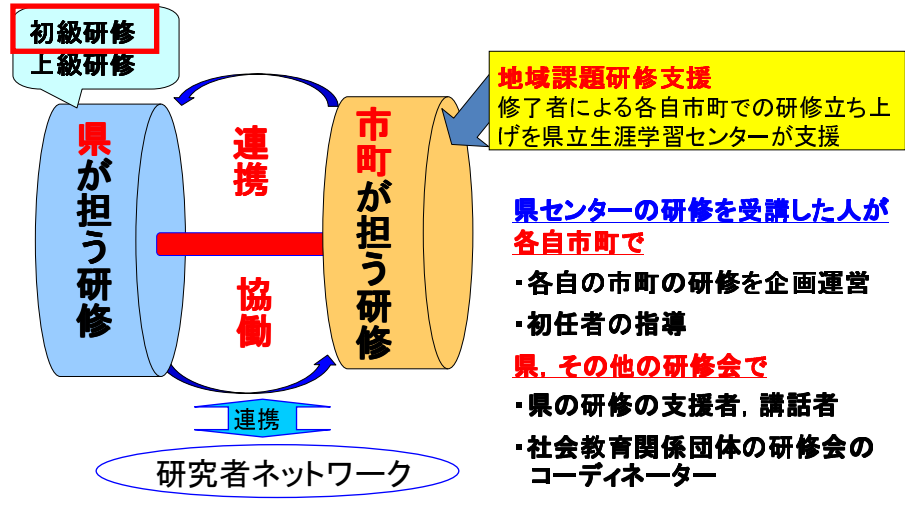 初級研修
上級研修
県が担う研修
連携
協働
市町が担う研修
地域課題研修支援
修了者による各自市町での研修立ち上
げを県立生涯学習センターが支援
県センターの研修を受講した人が
各自市町で
・各自の市町の研修を企画運営
・初任者の指導
県，その他の研修会で
・県の研修の支援者，講話者
・社会教育関係団体の研修会の
コーディネーター
連携
研究者ネットワーク